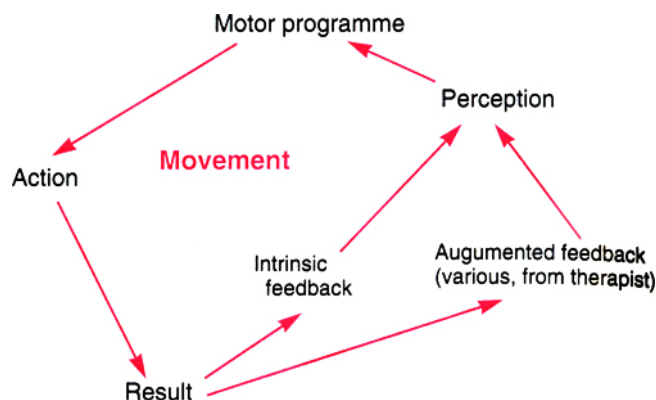 Motor programme
Perception
Movement
Action
Intrinsic
feedback
Augumented feedback
(various, from therapist)
Result